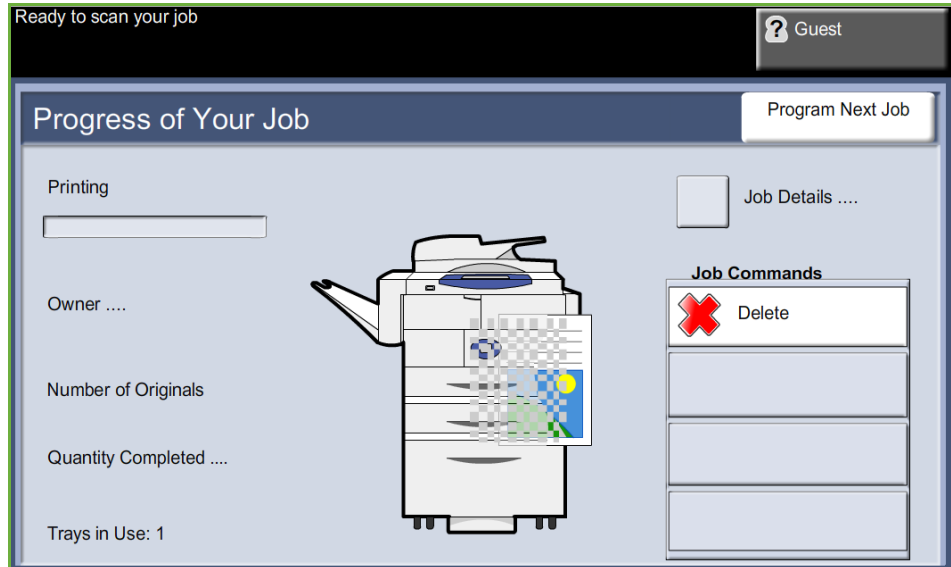 Ready to scan your job
? Guest
Progress of Your Job
Program Next Job
Printing
Job Details ....
Job Commands
Owner ....
Delete
Number of Originals
Quantity Completed ....
Trays in Use: 1